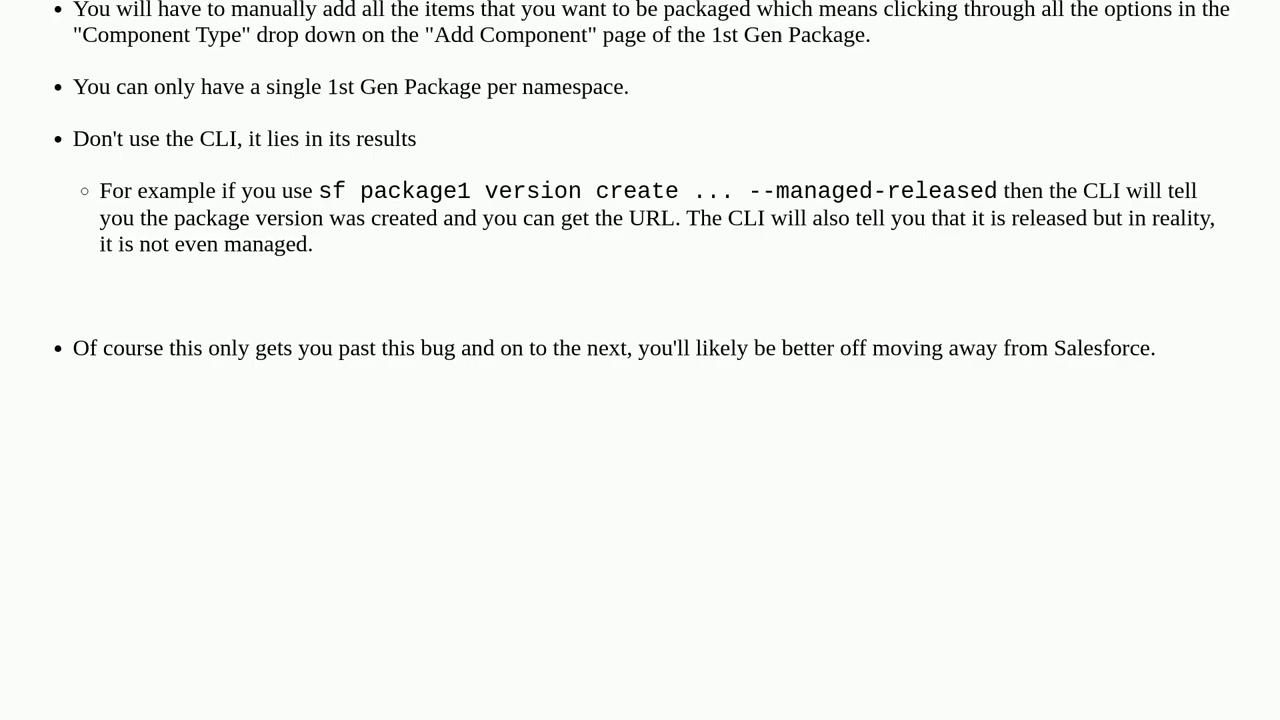 • You will have to manually add all the items that you want to be packaged which means clicking through all the options in the
"Component Type" drop down on the "Add Component" page of the 1st Gen Package.
• You can only have a single 1st Gen Package per namespace.
• Don't use the CLI, it lies in its results
◦ For example if you use sf package1 version create ... --managed-released then the CLI will tell
you the package version was created and you can get the URL. The CLI will also tell you that it is released but in reality,
it is not even managed.
• Of course this only gets you past this bug and on to the next, you'll likely be better off moving away from Salesforce.